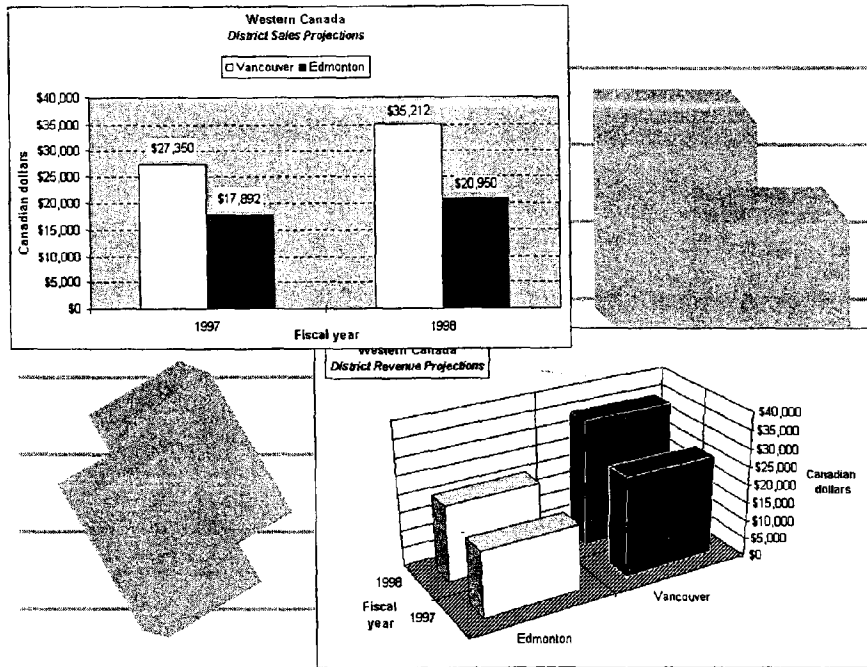 Western Canada
District Sales Projections
Vancouver Edmonton
$40,000
$35,000
$30,000
$25,000
$20,000
$15,000
$10,000
$5,000
$0
Canadian dollars
$27,350
$17,892
$35,212
$20,950
1997
1998
Fiscal year
Western Canada
District Revenue Projections
$40,000
$35,000
$30,000
$25,000
$20,000
$15,000
$10,000
$5,000
$0
Canadian
dollars
1998
1997
Fiscal
year
Edmonton
Vancouver